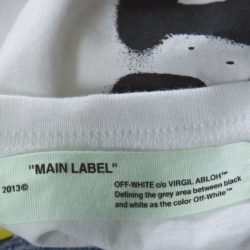 "MAIN LABEL"
2013©
OFF-WHITE c/o VIRGIL ABLOH™
Defining the grey area between black
and white as the color Off-White™